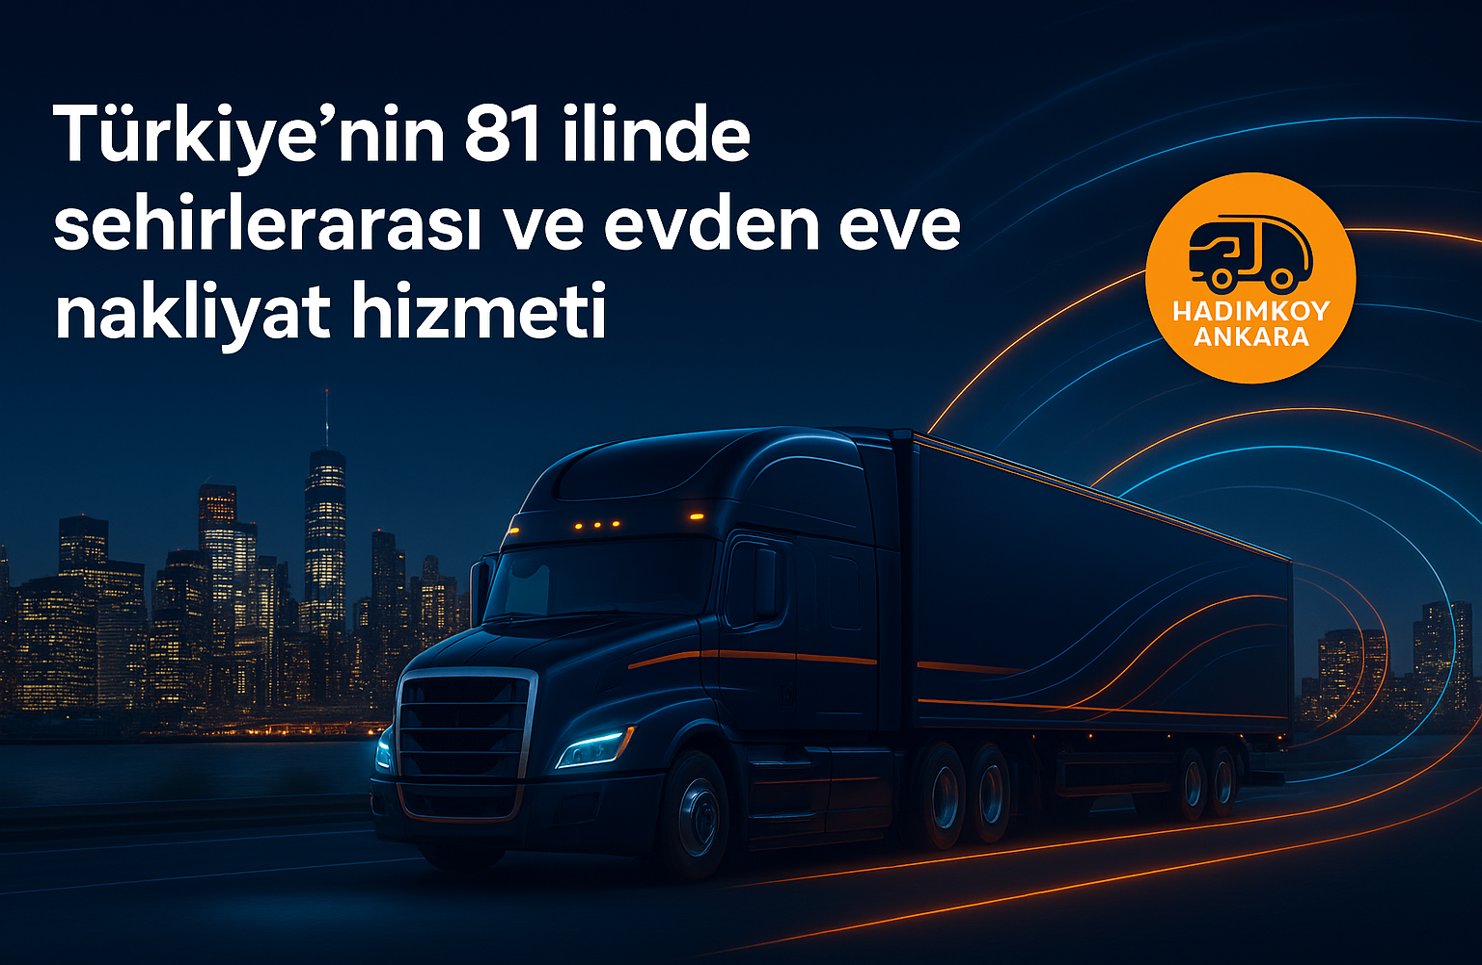 Türkiye’nin 81 ilinde
sehirlerarası ve evden eve
nakliyat hizmeti
HADIMKOY
ANKARA